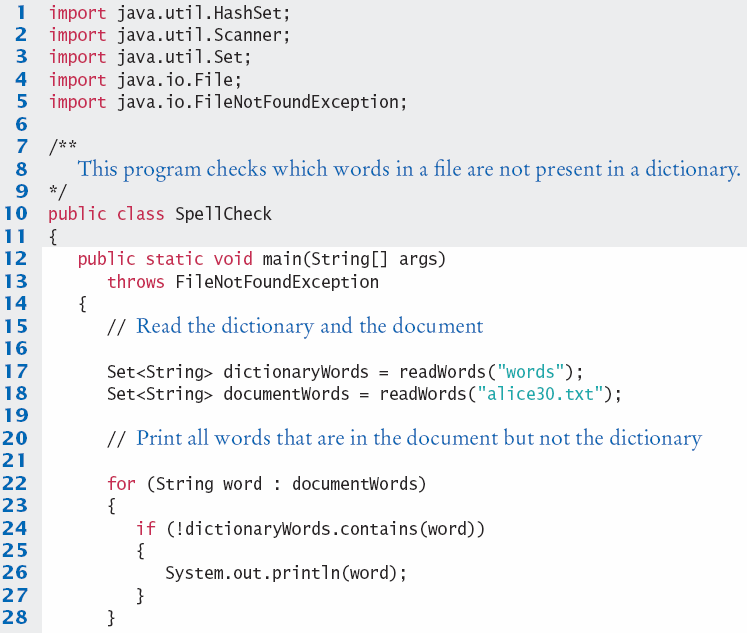 1 import java.util.HashSet;
2 import java.util.Scanner;
3 import java.util.Set;
4 import java.io.File;
5 import java.io.FileNotFoundException;
6
7 /**
8    This program checks which words in a file are not present in a dictionary.
9 */
10 public class SpellCheck
11 {
12    public static void main(String[] args)
13       throws FileNotFoundException
14    {
15       // Read the dictionary and the document
16
17       Set<String> dictionaryWords = readWords("words");
18       Set<String> documentWords = readWords("alice30.txt");
19
20       // Print all words that are in the document but not the dictionary
21
22       for (String word : documentWords)
23       {
24          if (!dictionaryWords.contains(word))
25          {
26             System.out.println(word);
27          }
28       }